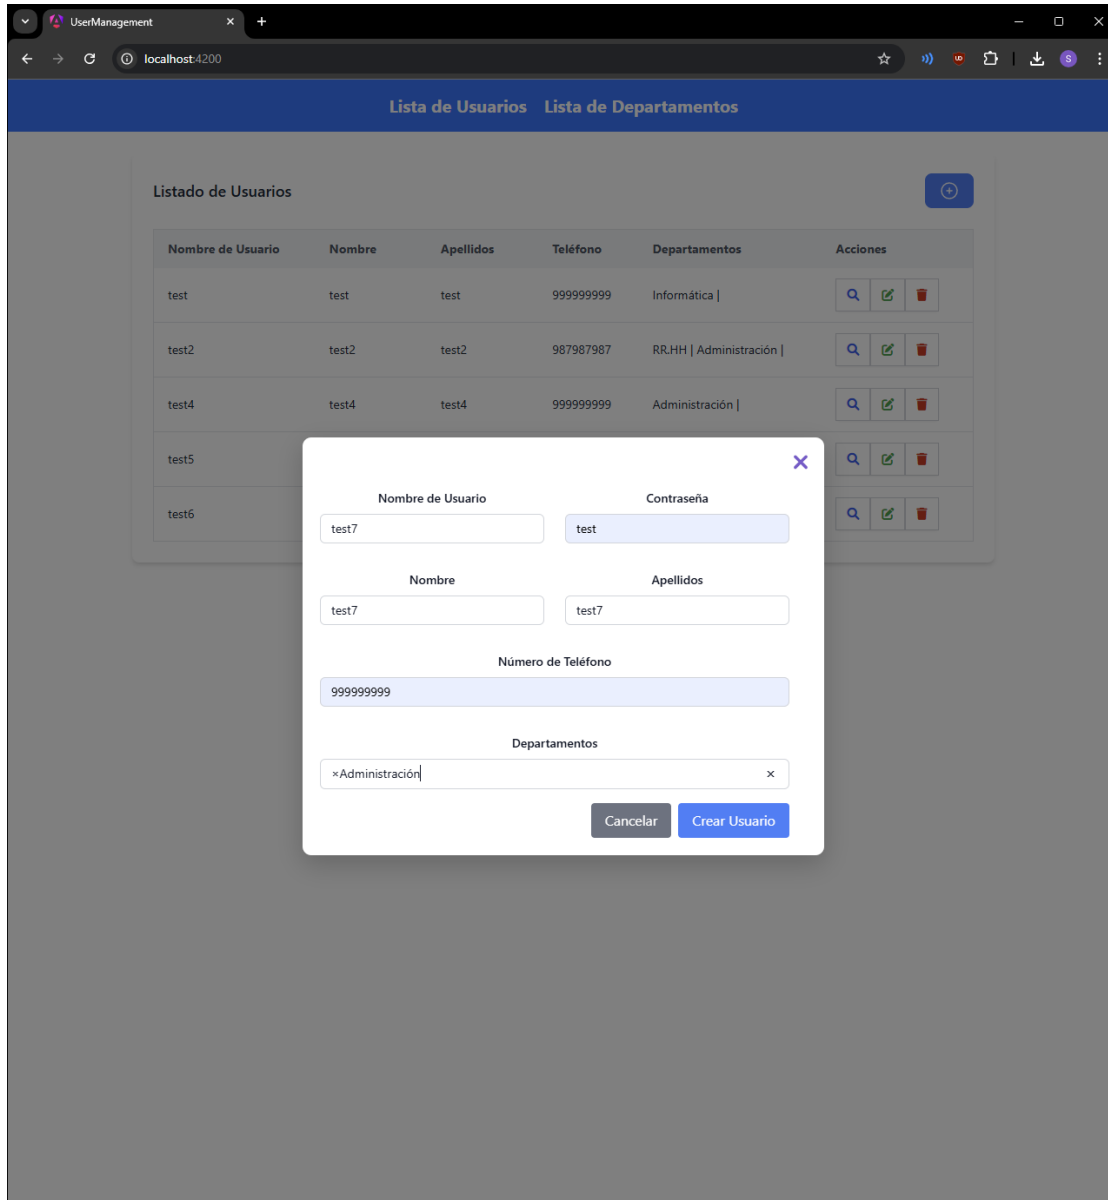 UserManagement
localhost:4200
Lista de Usuarios Lista de Departamentos
Listado de Usuarios
Nombre de Usuario Nombre Apellidos Teléfono Departamentos Acciones
test test test 999999999 Informática |
test2 test2 test2 987987987 RR.HH | Administración |
test4 test4 test4 999999999 Administración |
test5
test6
Nombre de Usuario Contraseña
test7 test
Nombre Apellidos
test7 test7
Número de Teléfono
999999999
Departamentos
×Administración ×
Cancelar Crear Usuario